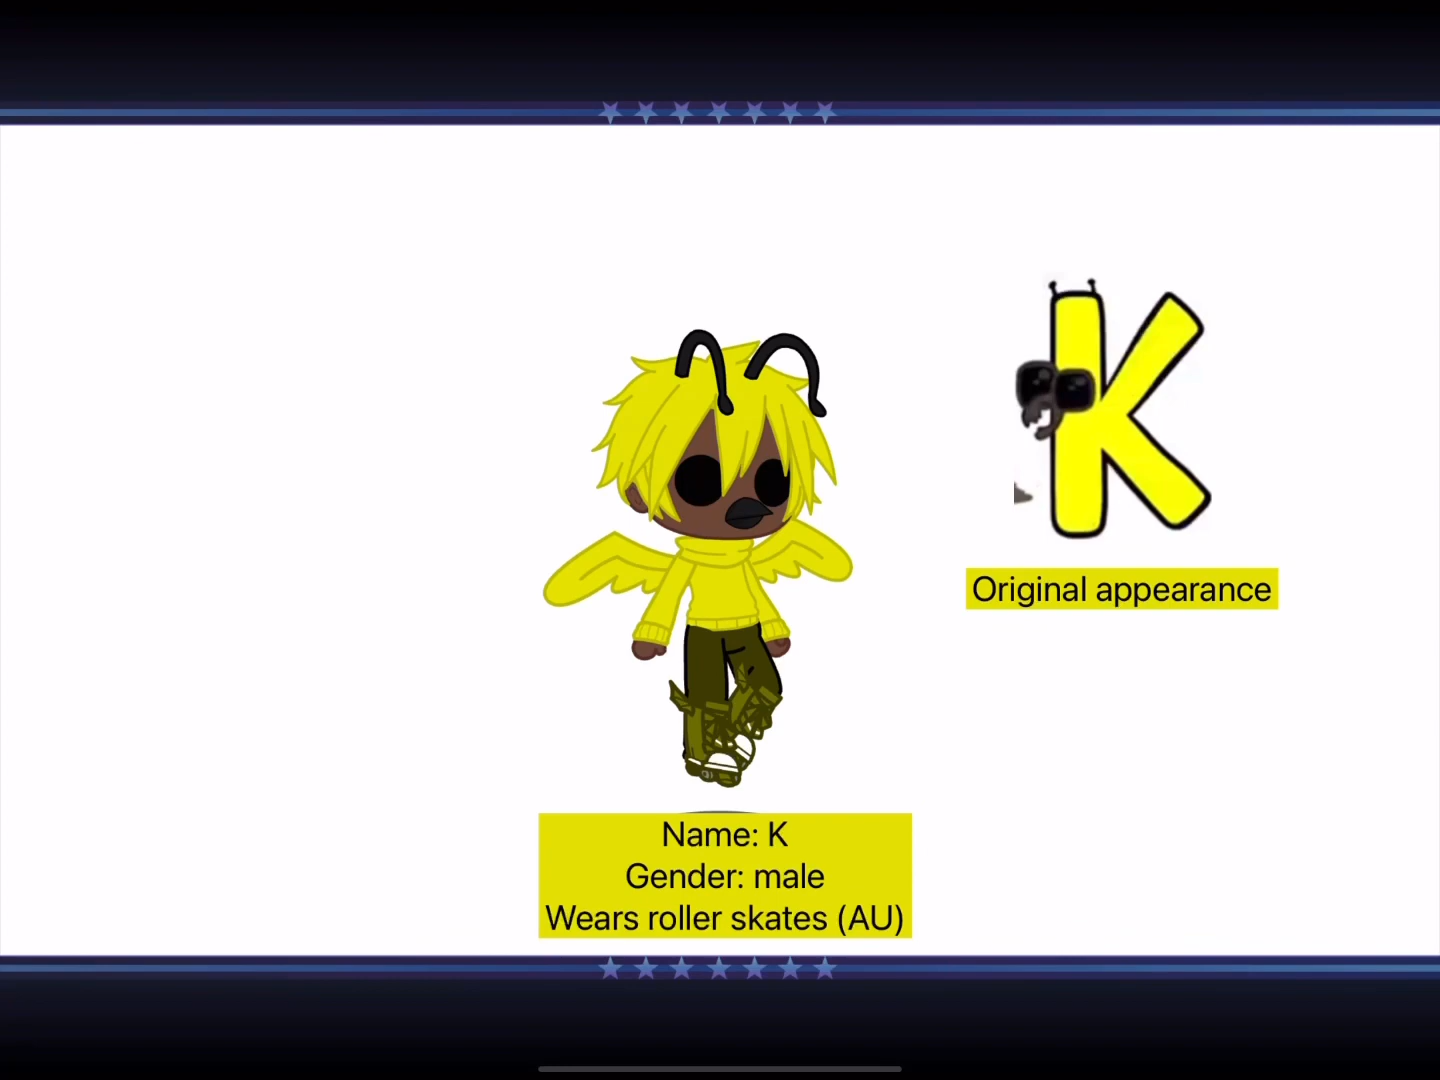 K
Original appearance
Name: K
Gender: male
Wears roller skates (AU)